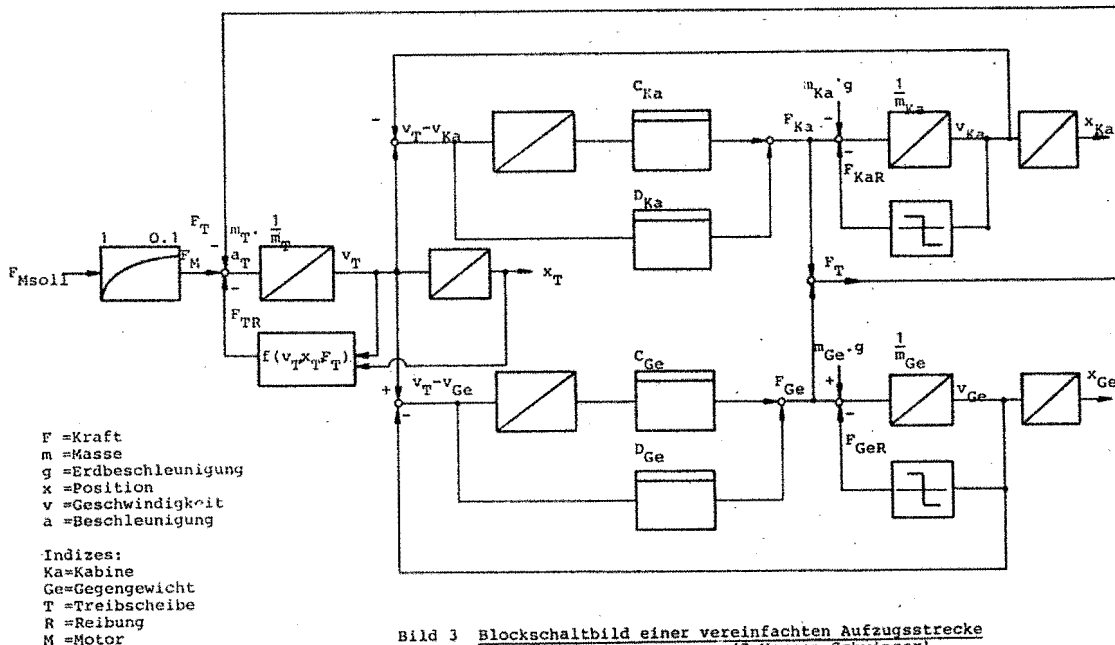 C_Ka
m_Ka·g
1/m_Ka
F_Ka
v_Ka
x_Ka
v_T-v_Ka
F_KaR
D_Ka
F_T
m_T·
1/m_T
1 0.1
F_M
a_T
v_T
F_Msoll
x_T
F_T
F_TR
f(v_T,x_T,F_T)
m_Ge·g
1/m_Ge
C_Ge
v_T-v_Ge
F_Ge
v_Ge
x_Ge
F_GeR
D_Ge
F =Kraft
m =Masse
g =Erdbeschleunigung
x =Position
v =Geschwindigkeit
a =Beschleunigung
Indizes:
Ka=Kabine
Ge=Gegengewicht
T =Treibscheibe
R =Reibung
M =Motor
Bild 3 Blockschaltbild einer vereinfachten Aufzugsstrecke